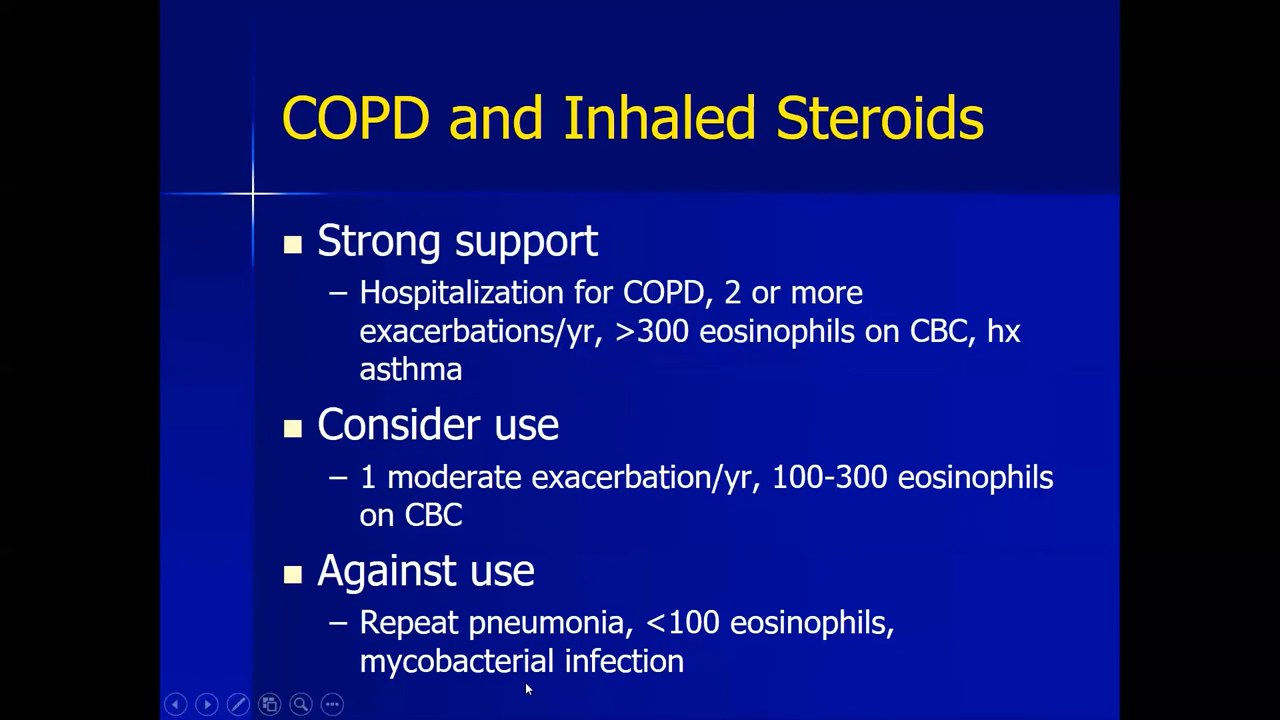 COPD and Inhaled Steroids
Strong support
– Hospitalization for COPD, 2 or more
exacerbations/yr, >300 eosinophils on CBC, hx
asthma
Consider use
– 1 moderate exacerbation/yr, 100-300 eosinophils
on CBC
Against use
– Repeat pneumonia, <100 eosinophils,
mycobacterial infection